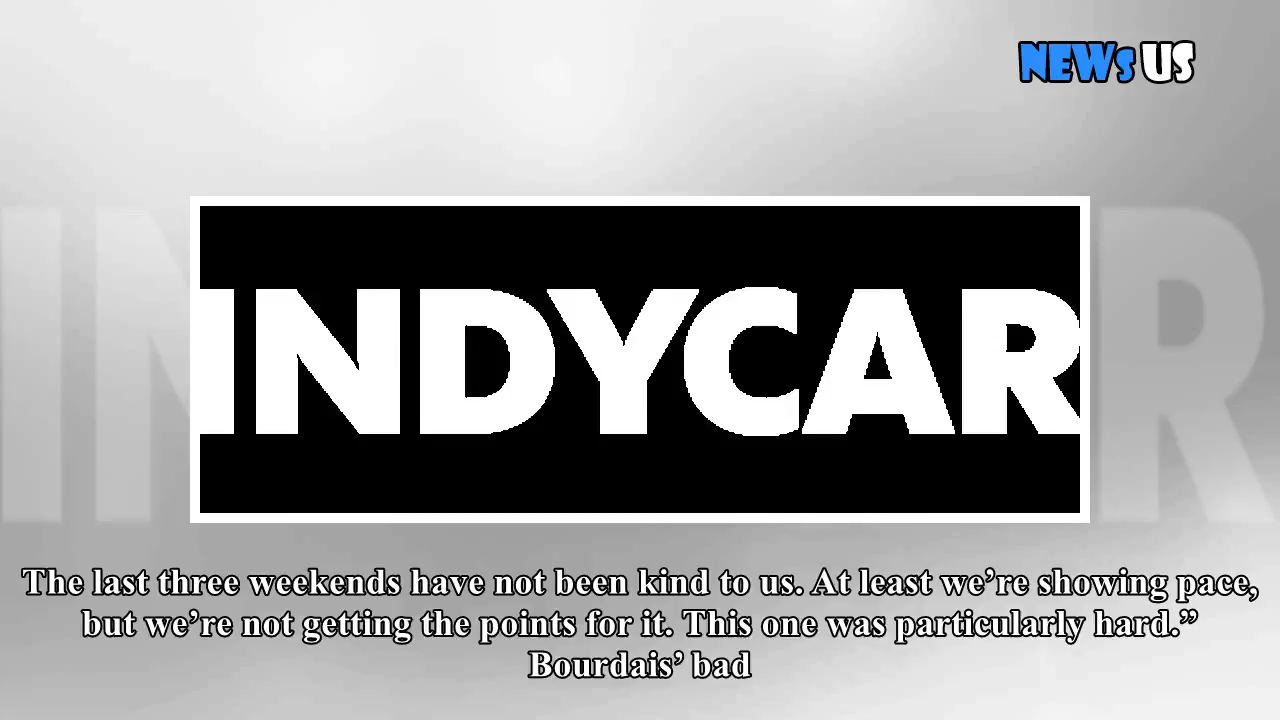 NEWs US
INDYCAR
The last three weekends have not been kind to us. At least we’re showing pace,
but we’re not getting the points for it. This one was particularly hard.”
Bourdais’ bad